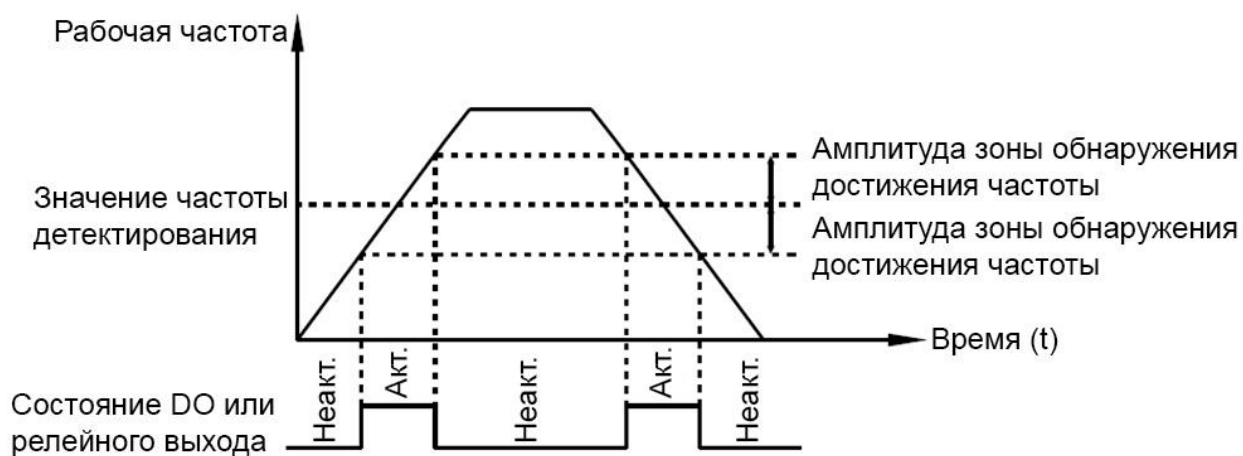 Рабочая частота
Амплитуда зоны обнаружения
достижения частоты
Значение частоты
детектирования
Амплитуда зоны обнаружения
достижения частоты
Время (t)
Неакт.
Акт.
Неакт.
Акт.
Неакт.
Состояние DO или
релейного выхода